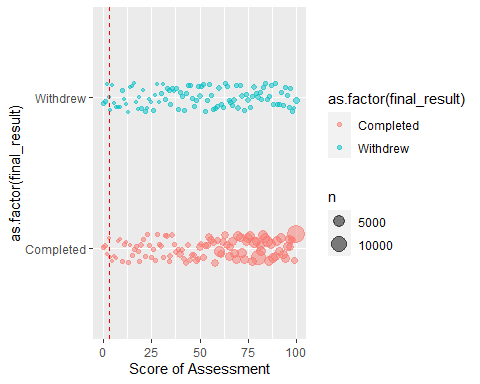 as.factor(final_result)
Withdrew
Completed
0
25
50
75
100
Score of Assessment
as.factor(final_result)
Completed
Withdrew
n
5000
10000